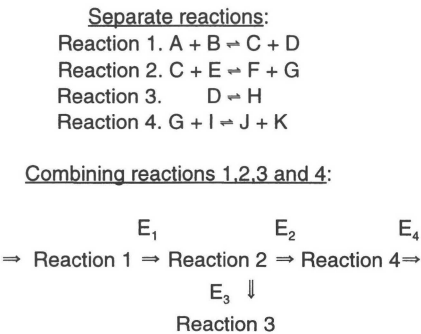 Separate reactions:
Reaction 1. A + B ⇌ C + D
Reaction 2. C + E ⇌ F + G
Reaction 3. D ⇌ H
Reaction 4. G + I ⇌ J + K
Combining reactions 1,2,3 and 4:
E₁ E₂ E₄
⇒ Reaction 1 ⇒ Reaction 2 ⇒ Reaction 4⇒
E₃ ⇓
Reaction 3